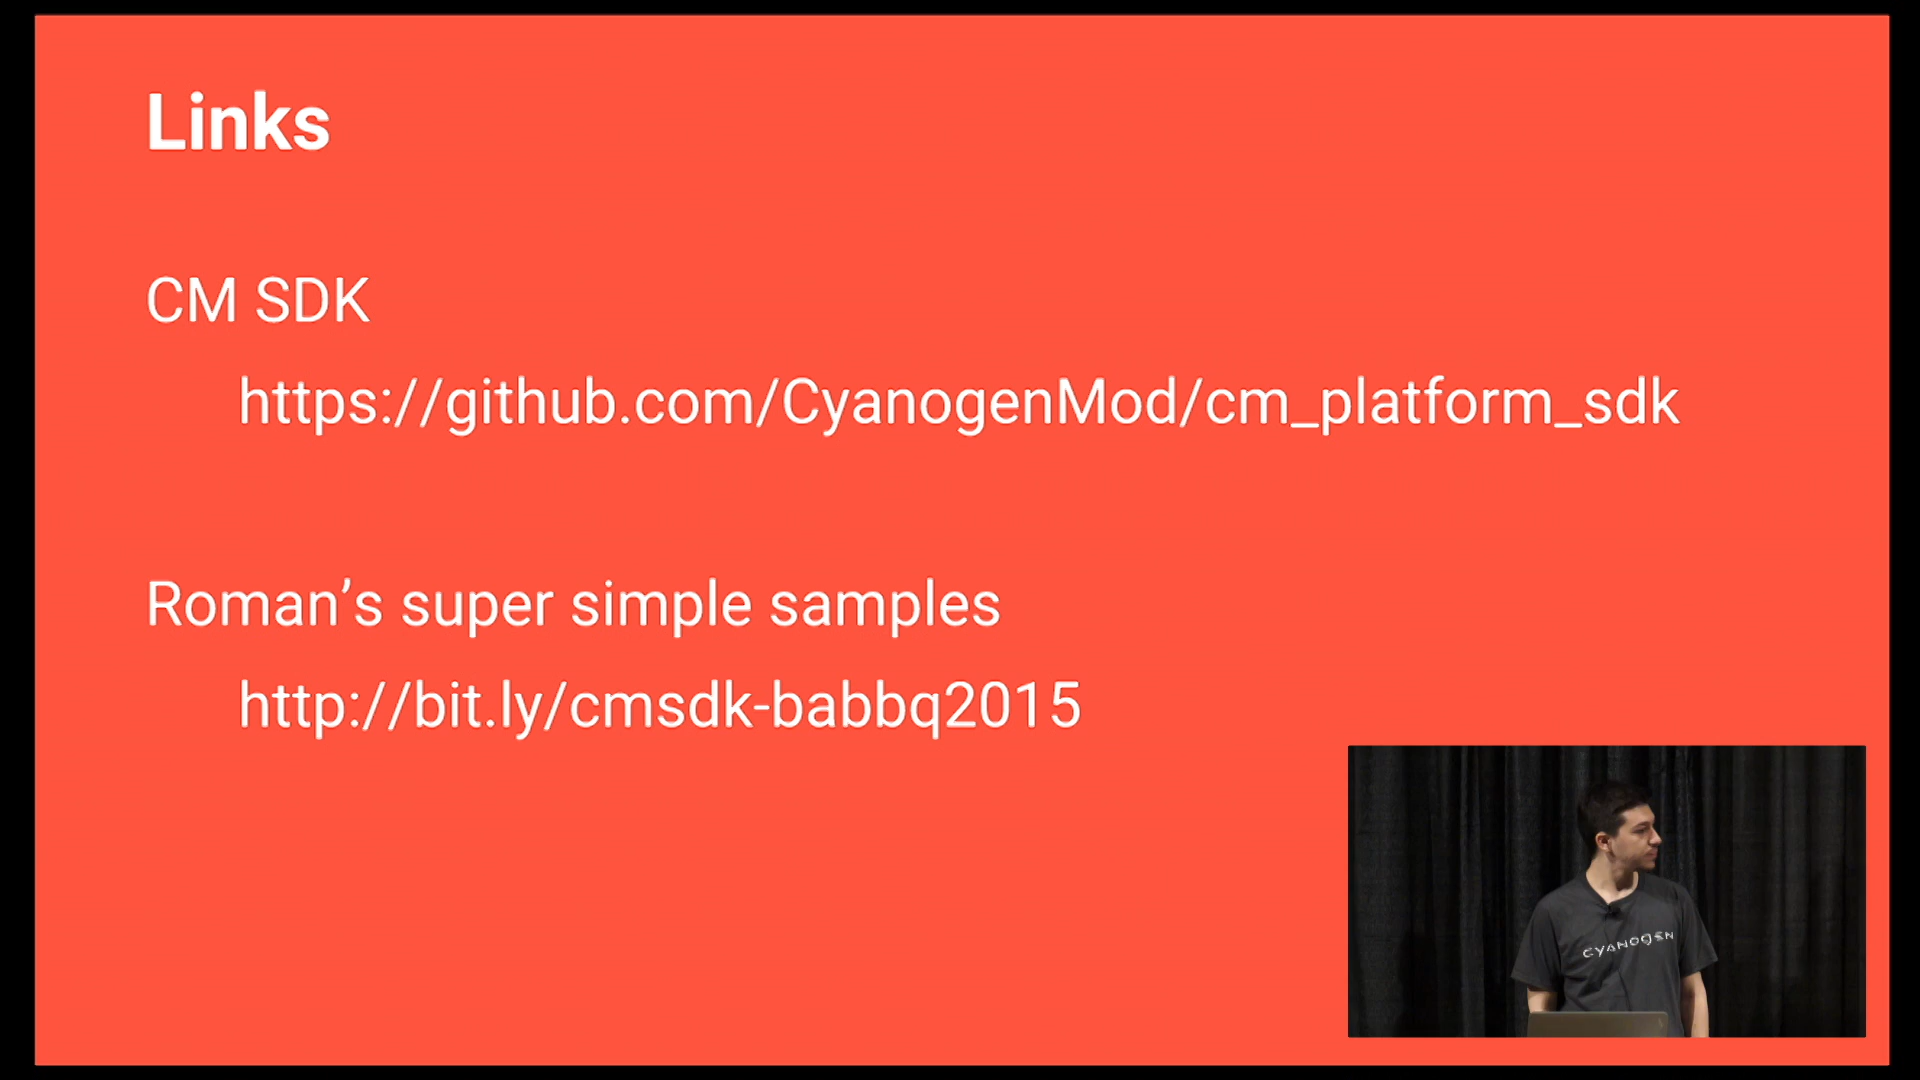 Links
CM SDK
https://github.com/CyanogenMod/cm_platform_sdk
Roman’s super simple samples
http://bit.ly/cmsdk-babbq2015
CYANOGEN